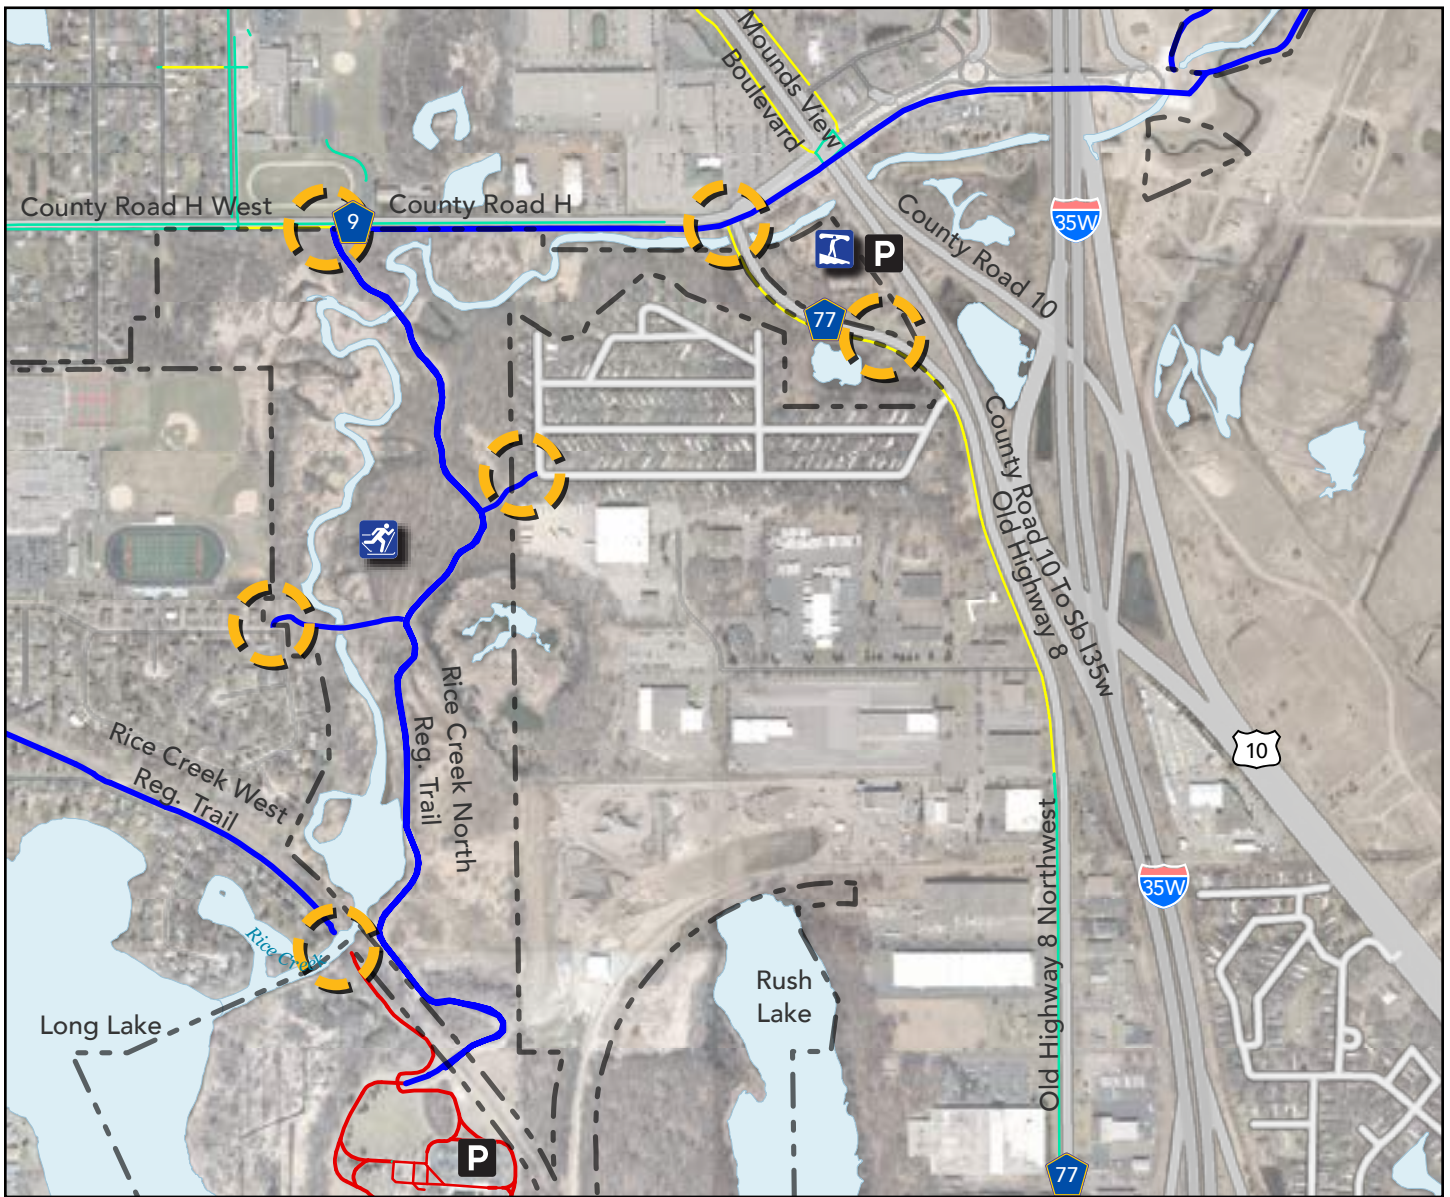 Mounds View
Boulevard
County Road H West
County Road H
9
35W
P
County Road 10
77
County Road 10 To Sb I35w
Old Highway 8
Rice Creek North
Reg. Trail
Rice Creek West
Reg. Trail
10
Old Highway 8 Northwest
35W
Rice Creek
Rush
Lake
Long Lake
P
77